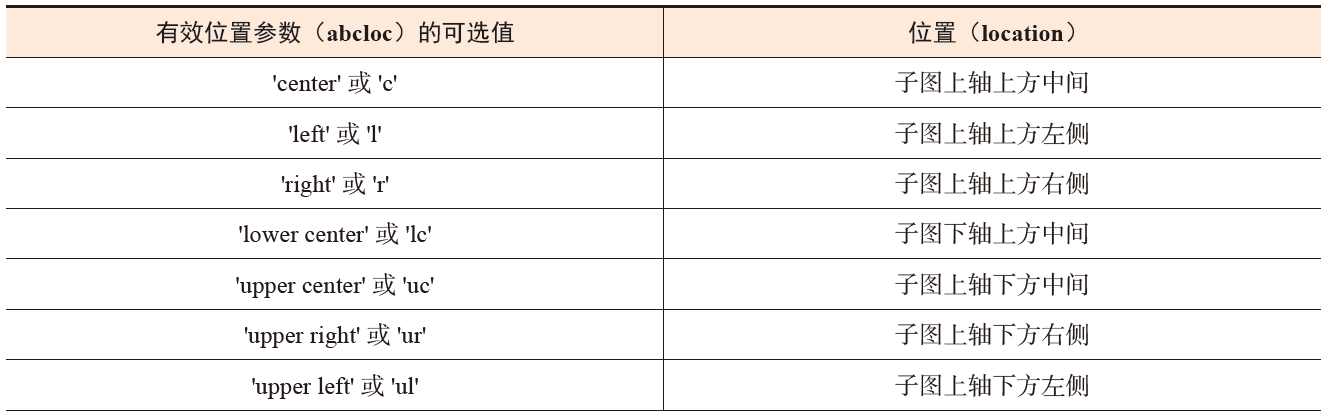 有效位置参数（abcloc）的可选值 位置（location）
'center' 或 'c' 子图上轴上方中间
'left' 或 'l' 子图上轴上方左侧
'right' 或 'r' 子图上轴上方右侧
'lower center' 或 'lc' 子图下轴上方中间
'upper center' 或 'uc' 子图上轴下方中间
'upper right' 或 'ur' 子图上轴下方右侧
'upper left' 或 'ul' 子图上轴下方左侧